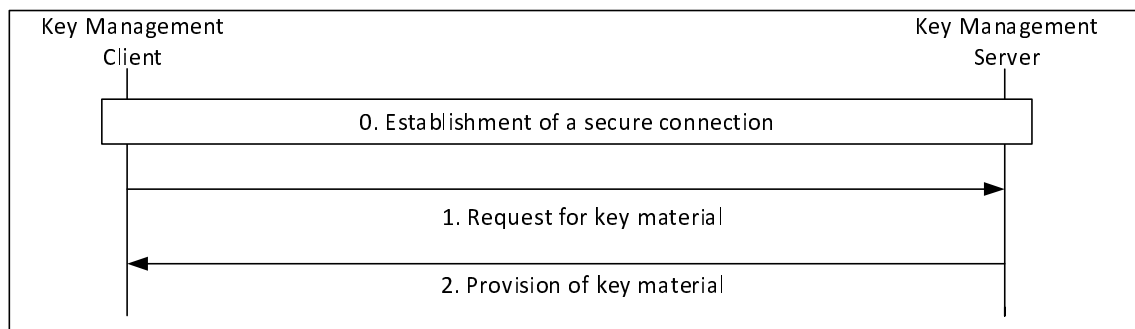 Key Management
Client
Key Management
Server
0. Establishment of a secure connection
1. Request for key material
2. Provision of key material